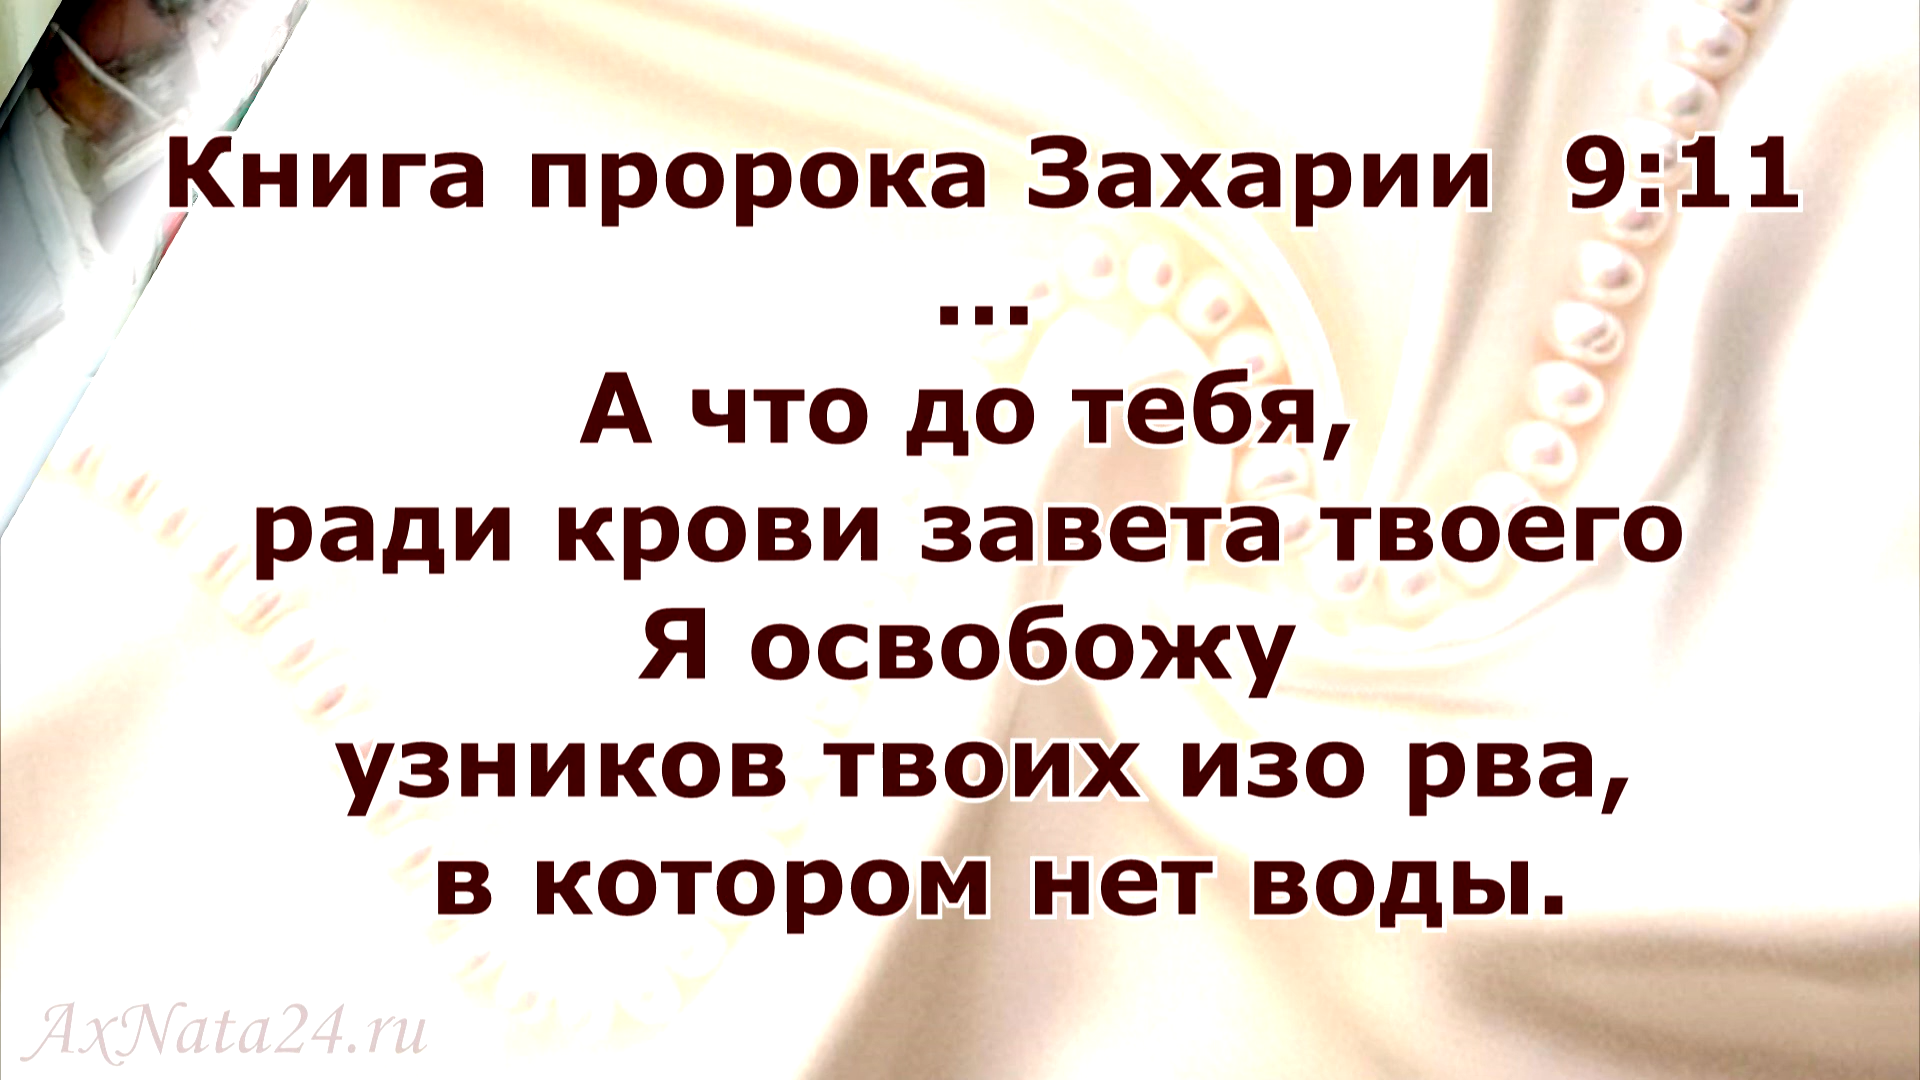 Книга пророка Захарии 9:11
...
А что до тебя,
ради крови завета твоего
Я освобожу
узников твоих изо рва,
в котором нет воды.
AxNata24.ru